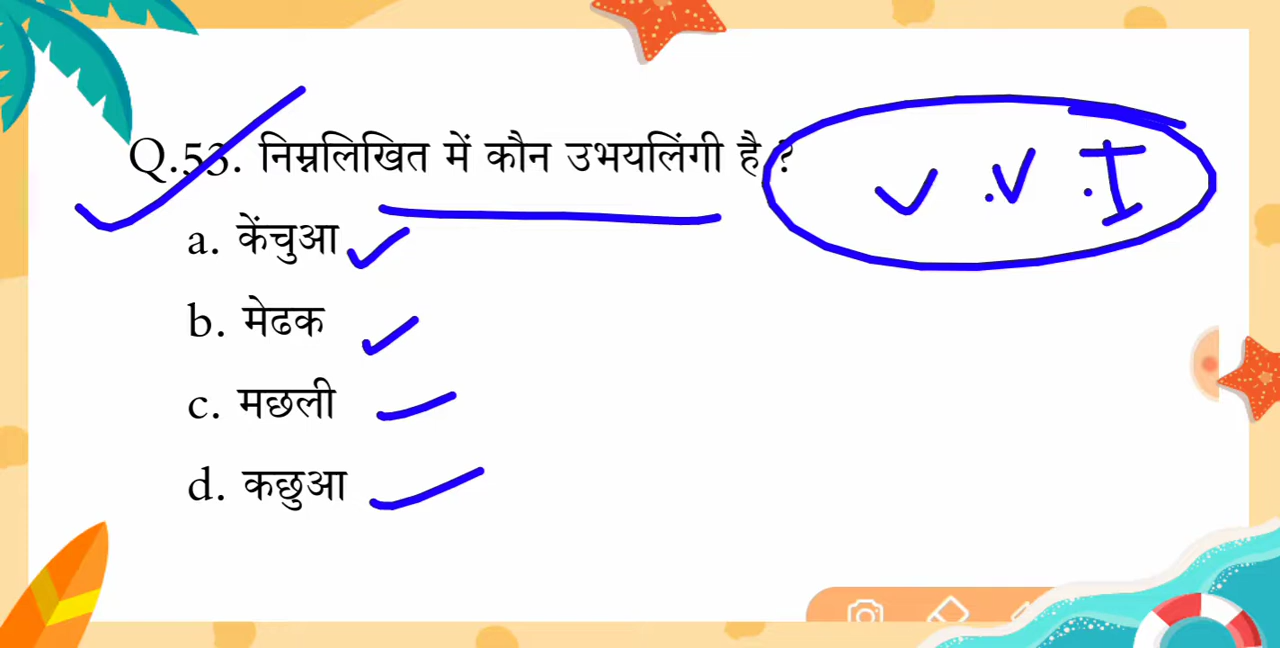 Q.53. निम्नलिखित में कौन उभयलिंगी है ?
V.V.I
a. केंचुआ
b. मेढक
c. मछली
d. कछुआ